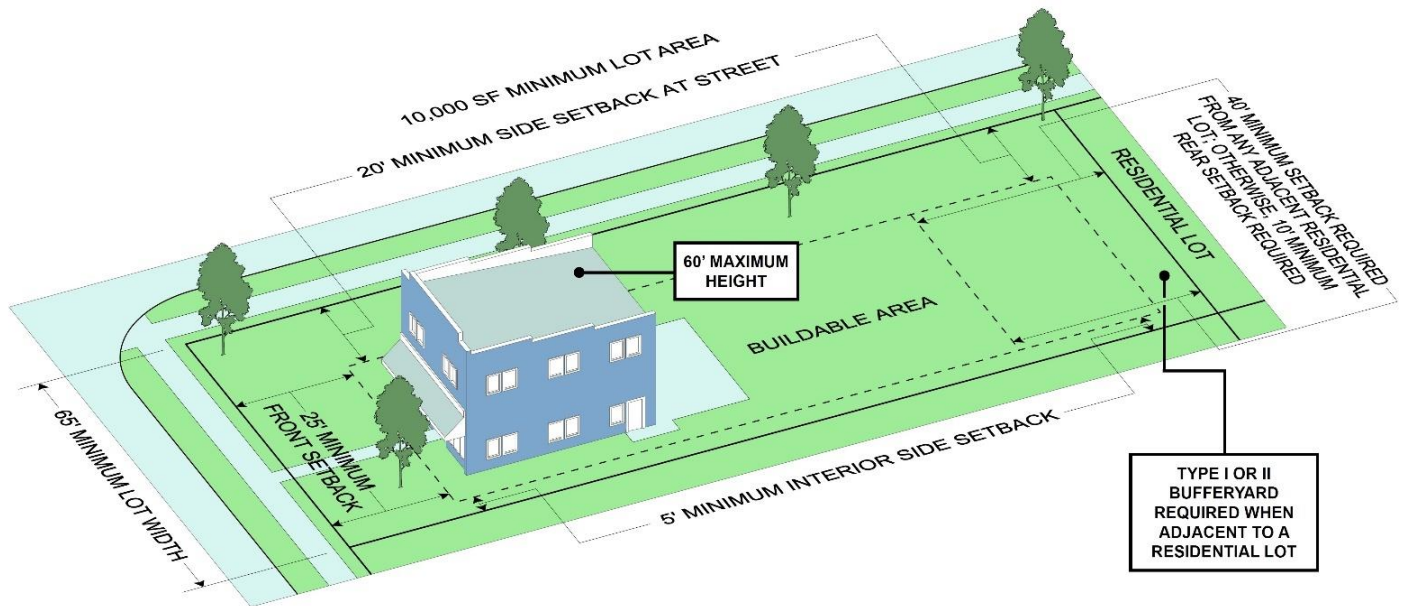 10,000 SF MINIMUM LOT AREA
20' MINIMUM SIDE SETBACK AT STREET
40' MINIMUM SETBACK REQUIRED
FROM ANY ADJACENT RESIDENTIAL
LOT; OTHERWISE, 10' MINIMUM
REAR SETBACK REQUIRED
RESIDENTIAL LOT
60' MAXIMUM
HEIGHT
BUILDABLE AREA
25' MINIMUM
FRONT SETBACK
65' MINIMUM LOT WIDTH
5' MINIMUM INTERIOR SIDE SETBACK
TYPE I OR II
BUFFERYARD
REQUIRED WHEN
ADJACENT TO A
RESIDENTIAL LOT